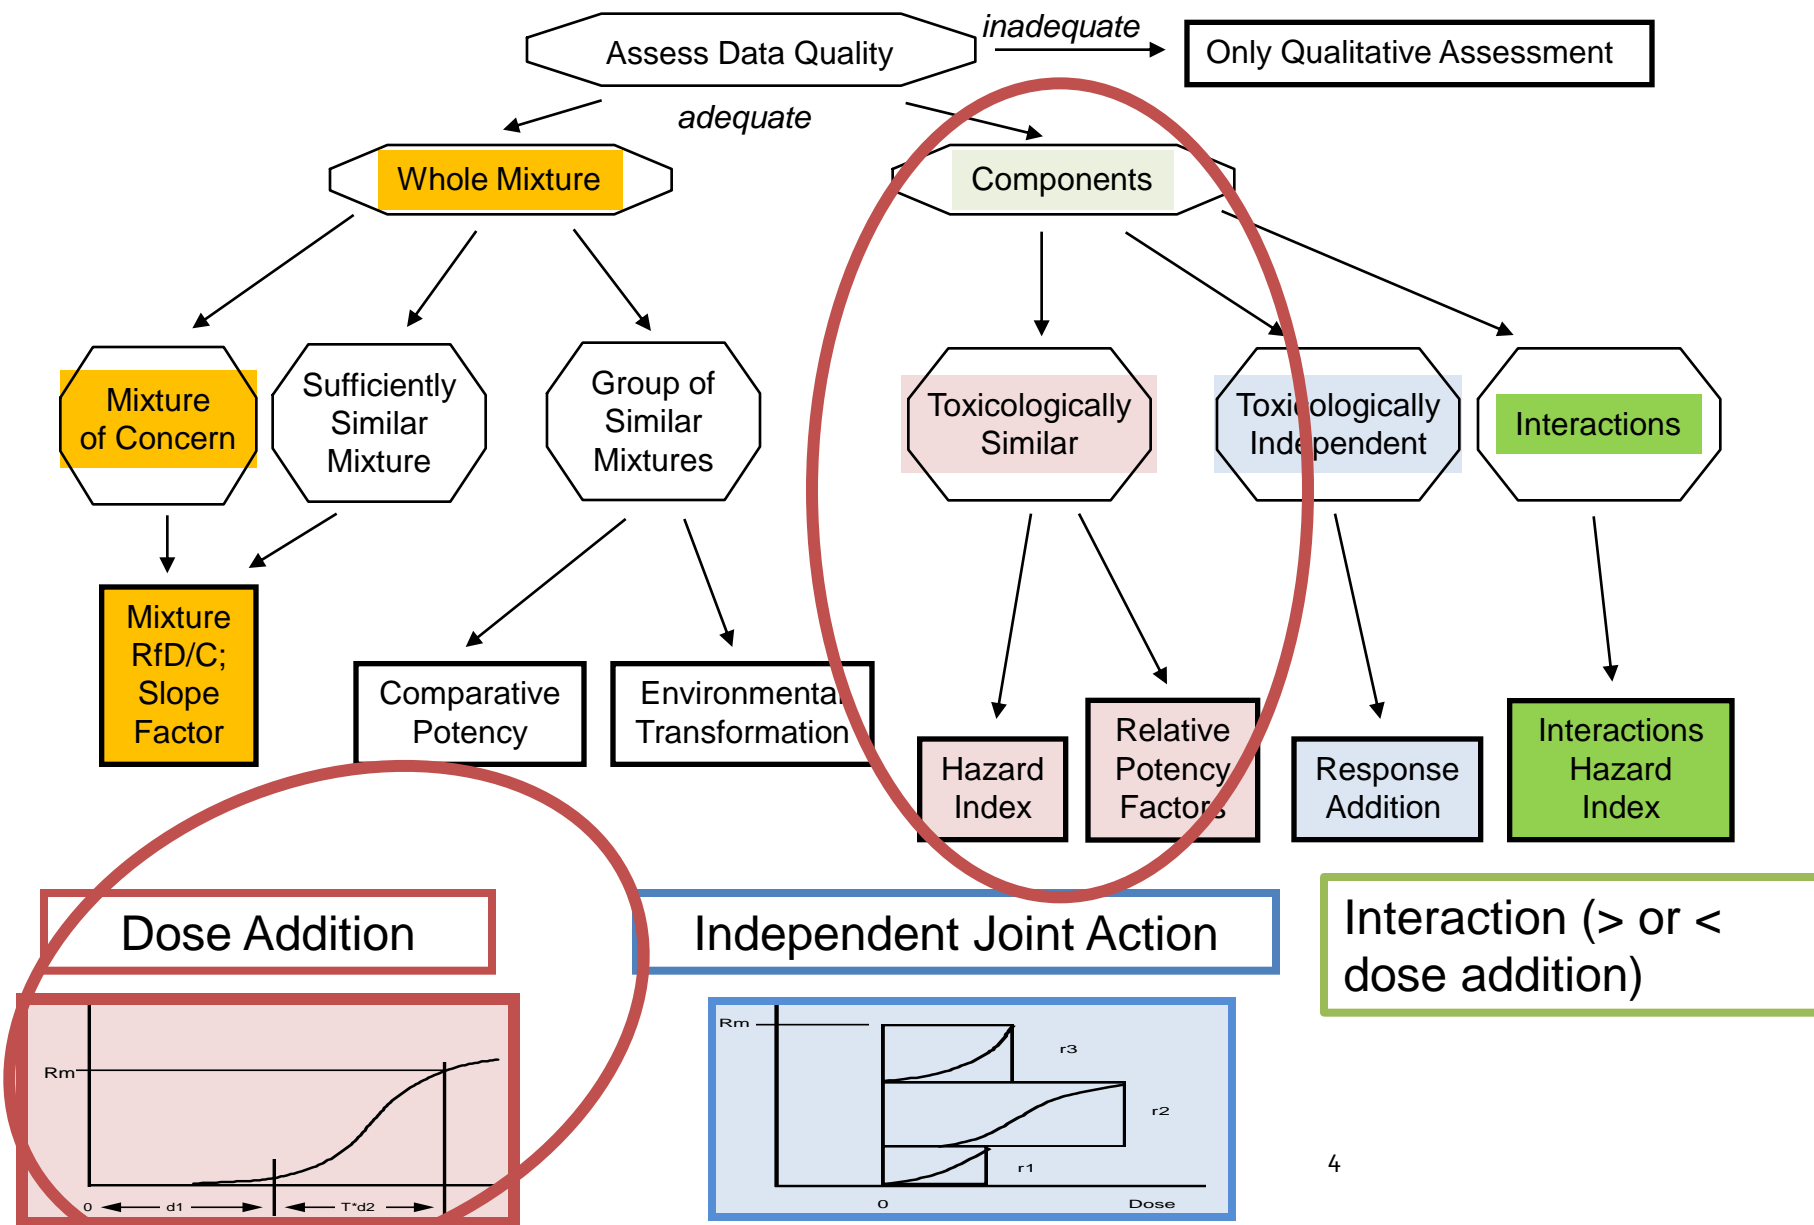 Assess Data Quality
inadequate
Only Qualitative Assessment
adequate
Whole Mixture
Components
Mixture
of Concern
Sufficiently
Similar
Mixture
Group of
Similar
Mixtures
Toxicologically
Similar
Toxicologically
Independent
Interactions
Mixture
RfD/C;
Slope
Factor
Comparative
Potency
Environmental
Transformation
Hazard
Index
Relative
Potency
Factors
Response
Addition
Interactions
Hazard
Index
Dose Addition
Independent Joint Action
Interaction (> or <
dose addition)
Rm
0
d1
T*d2
Rm
r3
r2
r1
0
Dose
4